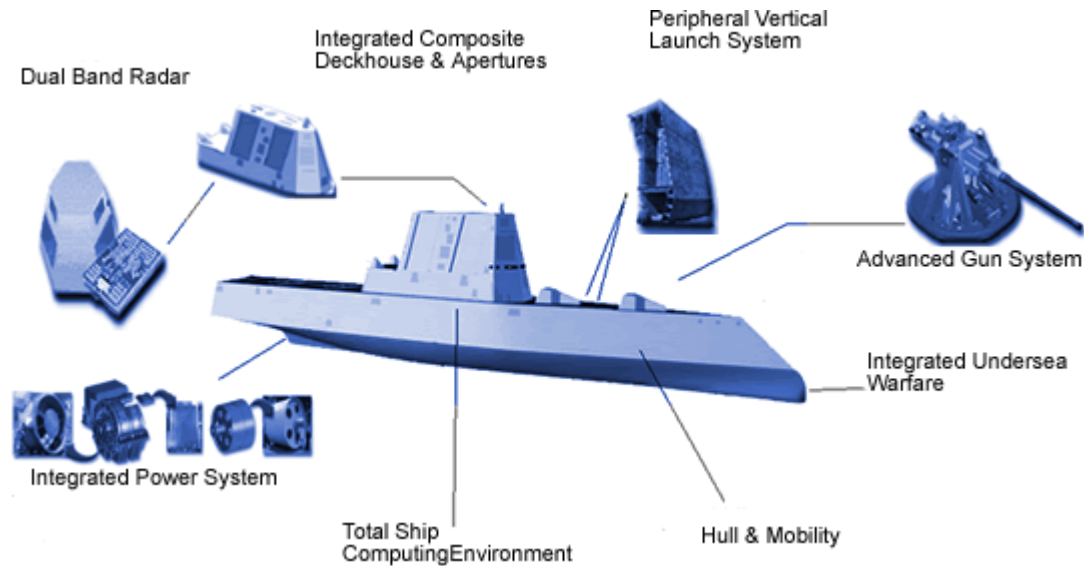 Peripheral Vertical
Launch System
Integrated Composite
Deckhouse & Apertures
Dual Band Radar
Advanced Gun System
Integrated Undersea
Warfare
Integrated Power System
Total Ship
ComputingEnvironment
Hull & Mobility